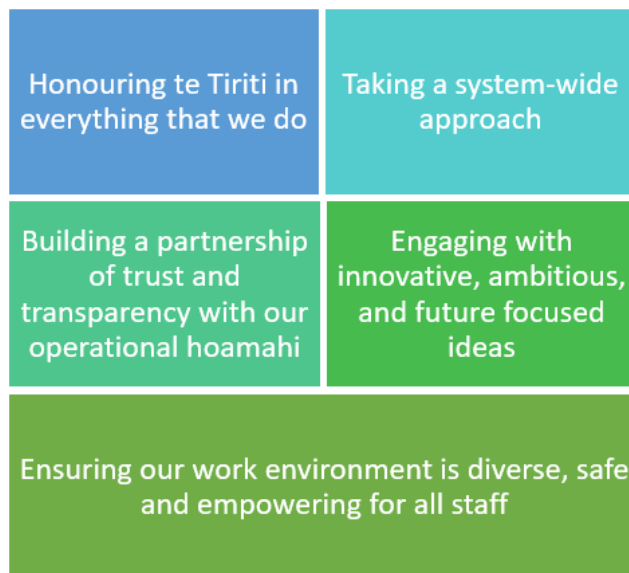 Honouring te Tiriti in
everything that we do
Taking a system-wide
approach
Building a partnership
of trust and
transparency with our
operational hoamahi
Engaging with
innovative, ambitious,
and future focused
ideas
Ensuring our work environment is diverse, safe
and empowering for all staff